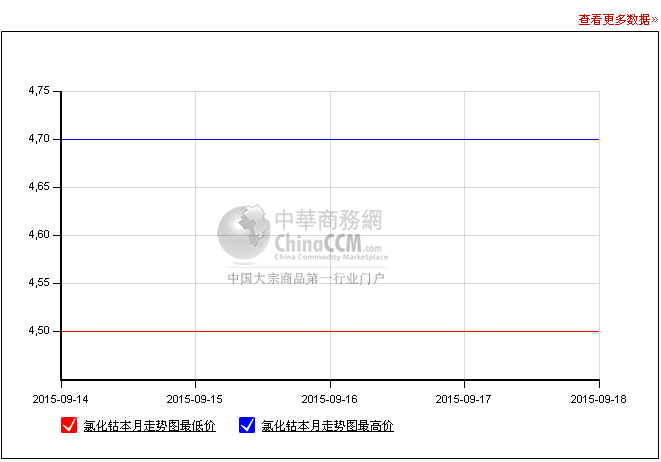 查看更多数据»
4,75
4,70
4,65
4,60
4,55
4,50
中華商務網
ChinaCCM.com
China Commodity Marketplace
中国大宗商品第一行业门户
2015-09-14 2015-09-15 2015-09-16 2015-09-17 2015-09-18
氯化钴本月走势图最低价 氯化钴本月走势图最高价